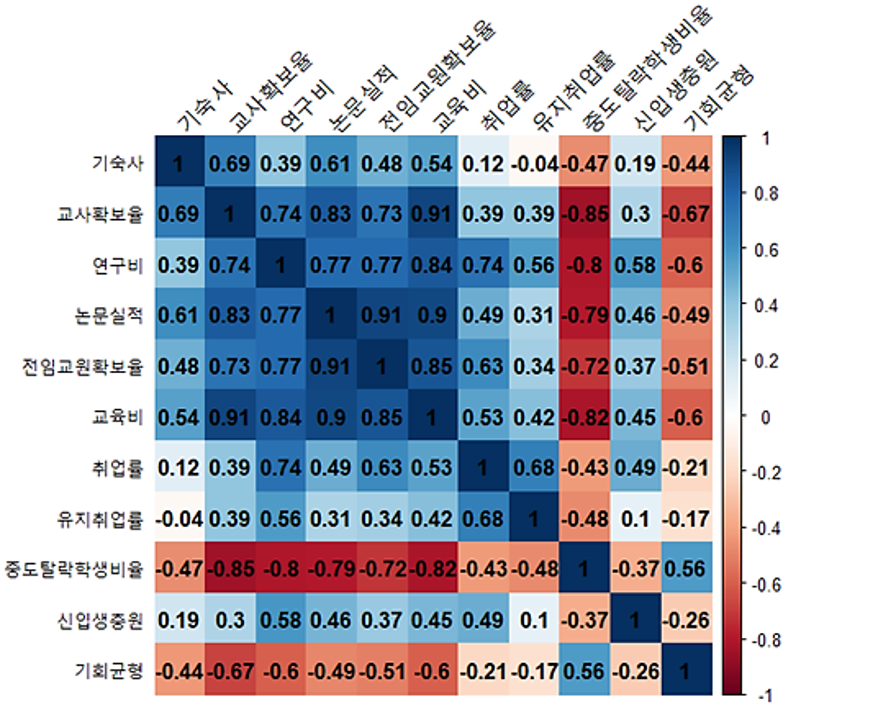 기숙사 교사확보율 연구비 논문실적 전임교원확보율 교육비 취업률 유지취업률 중도탈락학생비율 신입생충원 기회균형
기숙사 1 0.69 0.39 0.61 0.48 0.54 0.12 -0.04 -0.47 0.19 -0.44
교사확보율 0.69 1 0.74 0.83 0.73 0.91 0.39 0.39 -0.85 0.3 -0.67
연구비 0.39 0.74 1 0.77 0.77 0.84 0.74 0.56 -0.8 0.58 -0.6
논문실적 0.61 0.83 0.77 1 0.91 0.9 0.49 0.31 -0.79 0.46 -0.49
전임교원확보율 0.48 0.73 0.77 0.91 1 0.85 0.63 0.34 -0.72 0.37 -0.51
교육비 0.54 0.91 0.84 0.9 0.85 1 0.53 0.42 -0.82 0.45 -0.6
취업률 0.12 0.39 0.74 0.49 0.63 0.53 1 0.68 -0.43 0.49 -0.21
유지취업률 -0.04 0.39 0.56 0.31 0.34 0.42 0.68 1 -0.48 0.1 -0.17
중도탈락학생비율 -0.47 -0.85 -0.8 -0.79 -0.72 -0.82 -0.43 -0.48 1 -0.37 0.56
신입생충원 0.19 0.3 0.58 0.46 0.37 0.45 0.49 0.1 -0.37 1 -0.26
기회균형 -0.44 -0.67 -0.6 -0.49 -0.51 -0.6 -0.21 -0.17 0.56 -0.26 1
1
0.8
0.6
0.4
0.2
0
-0.2
-0.4
-0.6
-0.8
-1